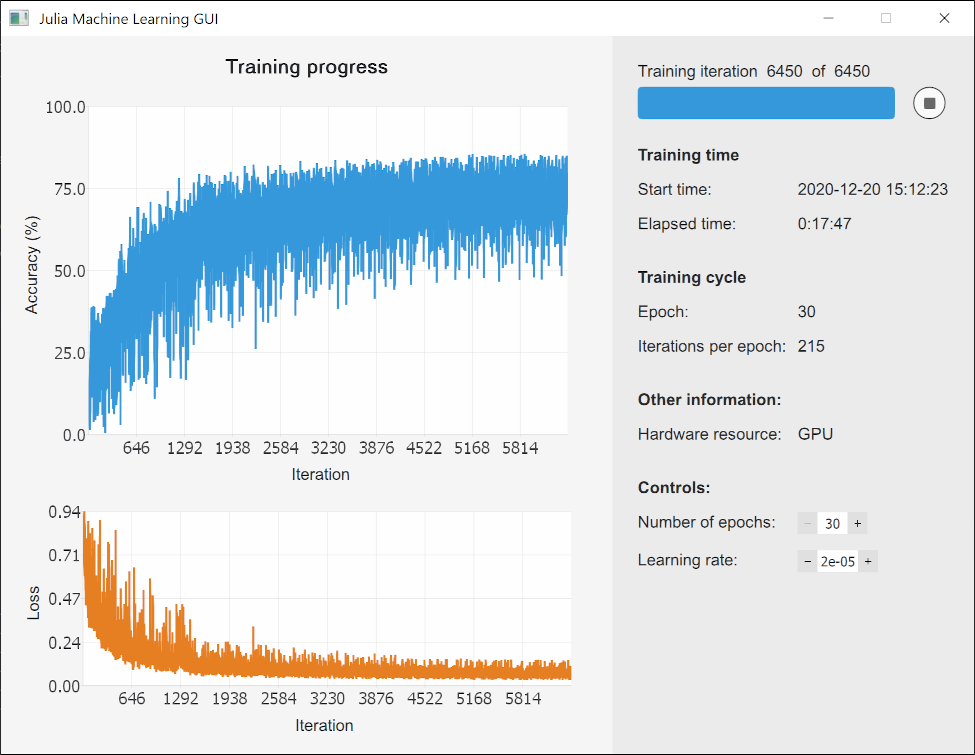 Julia Machine Learning GUI
Training progress
100.0
75.0
50.0
25.0
0.0
Accuracy (%)
646 1292 1938 2584 3230 3876 4522 5168 5814
Iteration
0.94
0.71
0.47
0.24
0.00
Loss
646 1292 1938 2584 3230 3876 4522 5168 5814
Iteration
Training iteration 6450 of 6450
Training time
Start time: 2020-12-20 15:12:23
Elapsed time: 0:17:47
Training cycle
Epoch: 30
Iterations per epoch: 215
Other information:
Hardware resource: GPU
Controls:
Number of epochs: − 30 +
Learning rate: − 2e-05 +